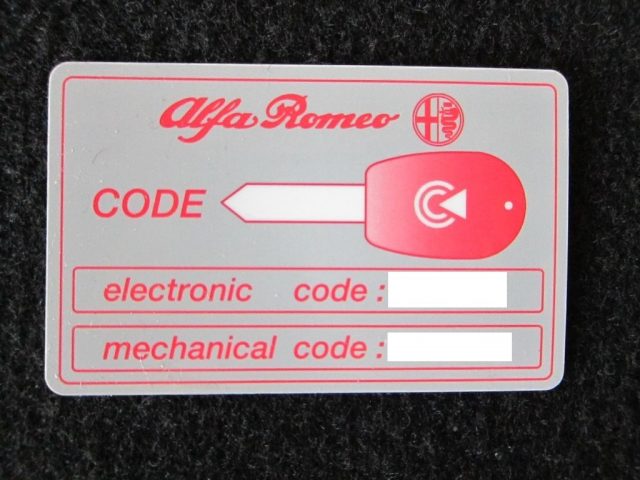 Alfa Romeo
CODE
electronic code :
mechanical code :